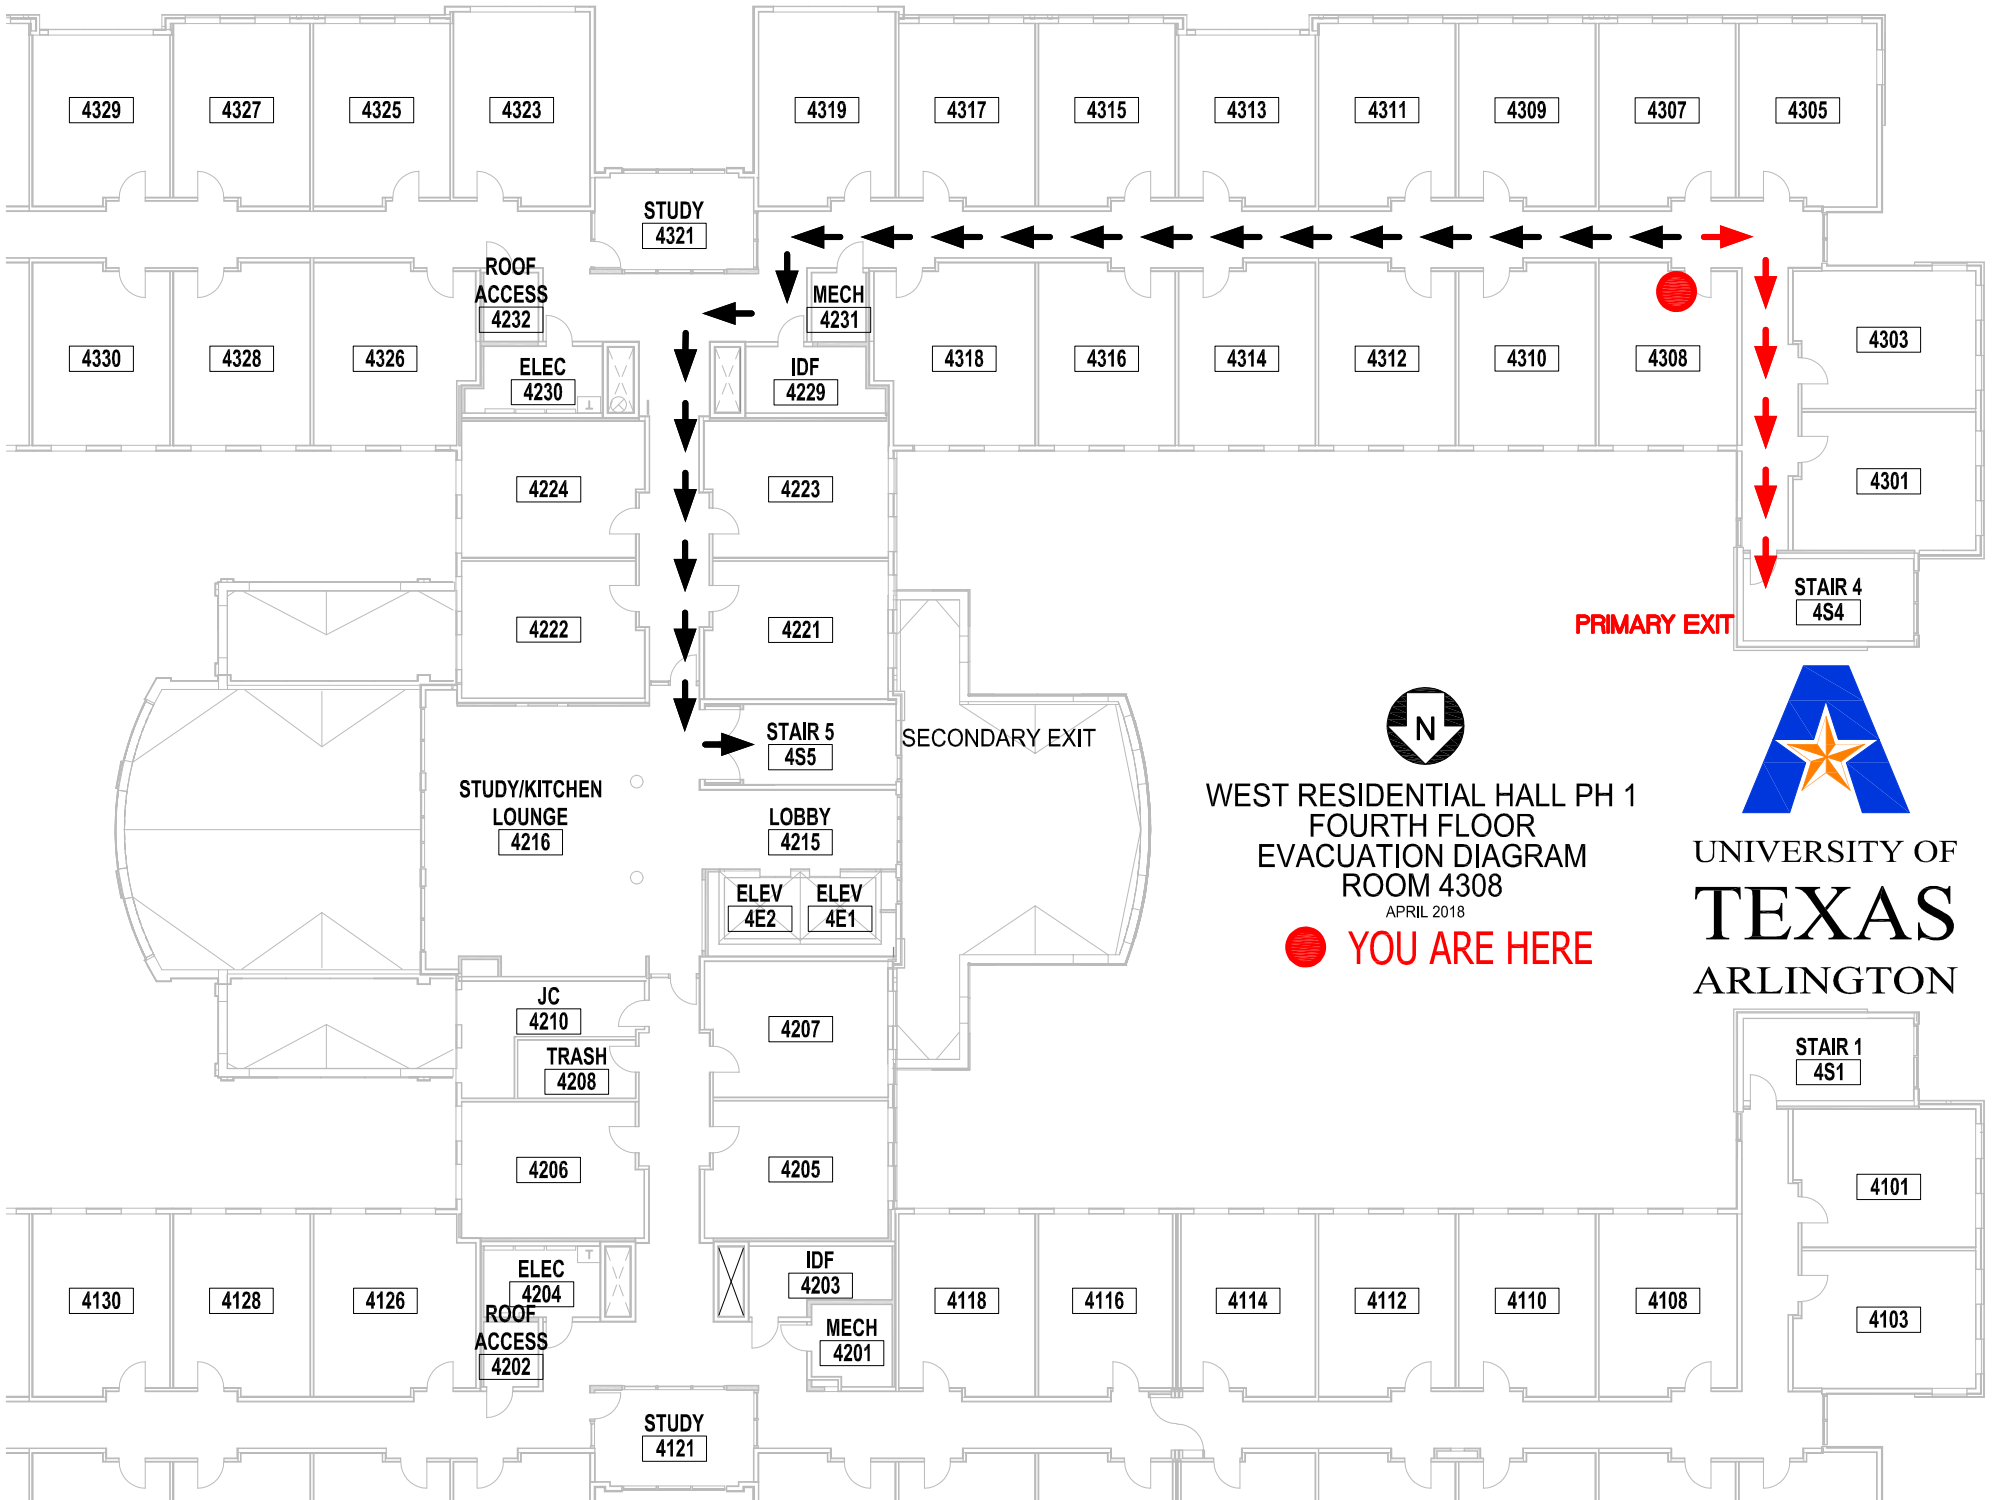 4329
4327
4325
4323
4319
4317
4315
4313
4311
4309
4307
4305
STUDY
4321
ROOF
ACCESS
4232
MECH
4231
4330
4328
4326
ELEC
4230
IDF
4229
4318
4316
4314
4312
4310
4308
4303
4301
4224
4223
4222
4221
STAIR 4
4S4
PRIMARY EXIT
STAIR 5
4S5
SECONDARY EXIT
N
STUDY/KITCHEN
LOUNGE
4216
LOBBY
4215
ELEV
4E2
ELEV
4E1
WEST RESIDENTIAL HALL PH 1
FOURTH FLOOR
EVACUATION DIAGRAM
ROOM 4308
APRIL 2018
YOU ARE HERE
UNIVERSITY OF
TEXAS
ARLINGTON
JC
4210
4207
TRASH
4208
STAIR 1
4S1
4206
4205
4101
4103
ELEC
4204
IDF
4203
4130
4128
4126
ROOF
ACCESS
4202
MECH
4201
4118
4116
4114
4112
4110
4108
STUDY
4121